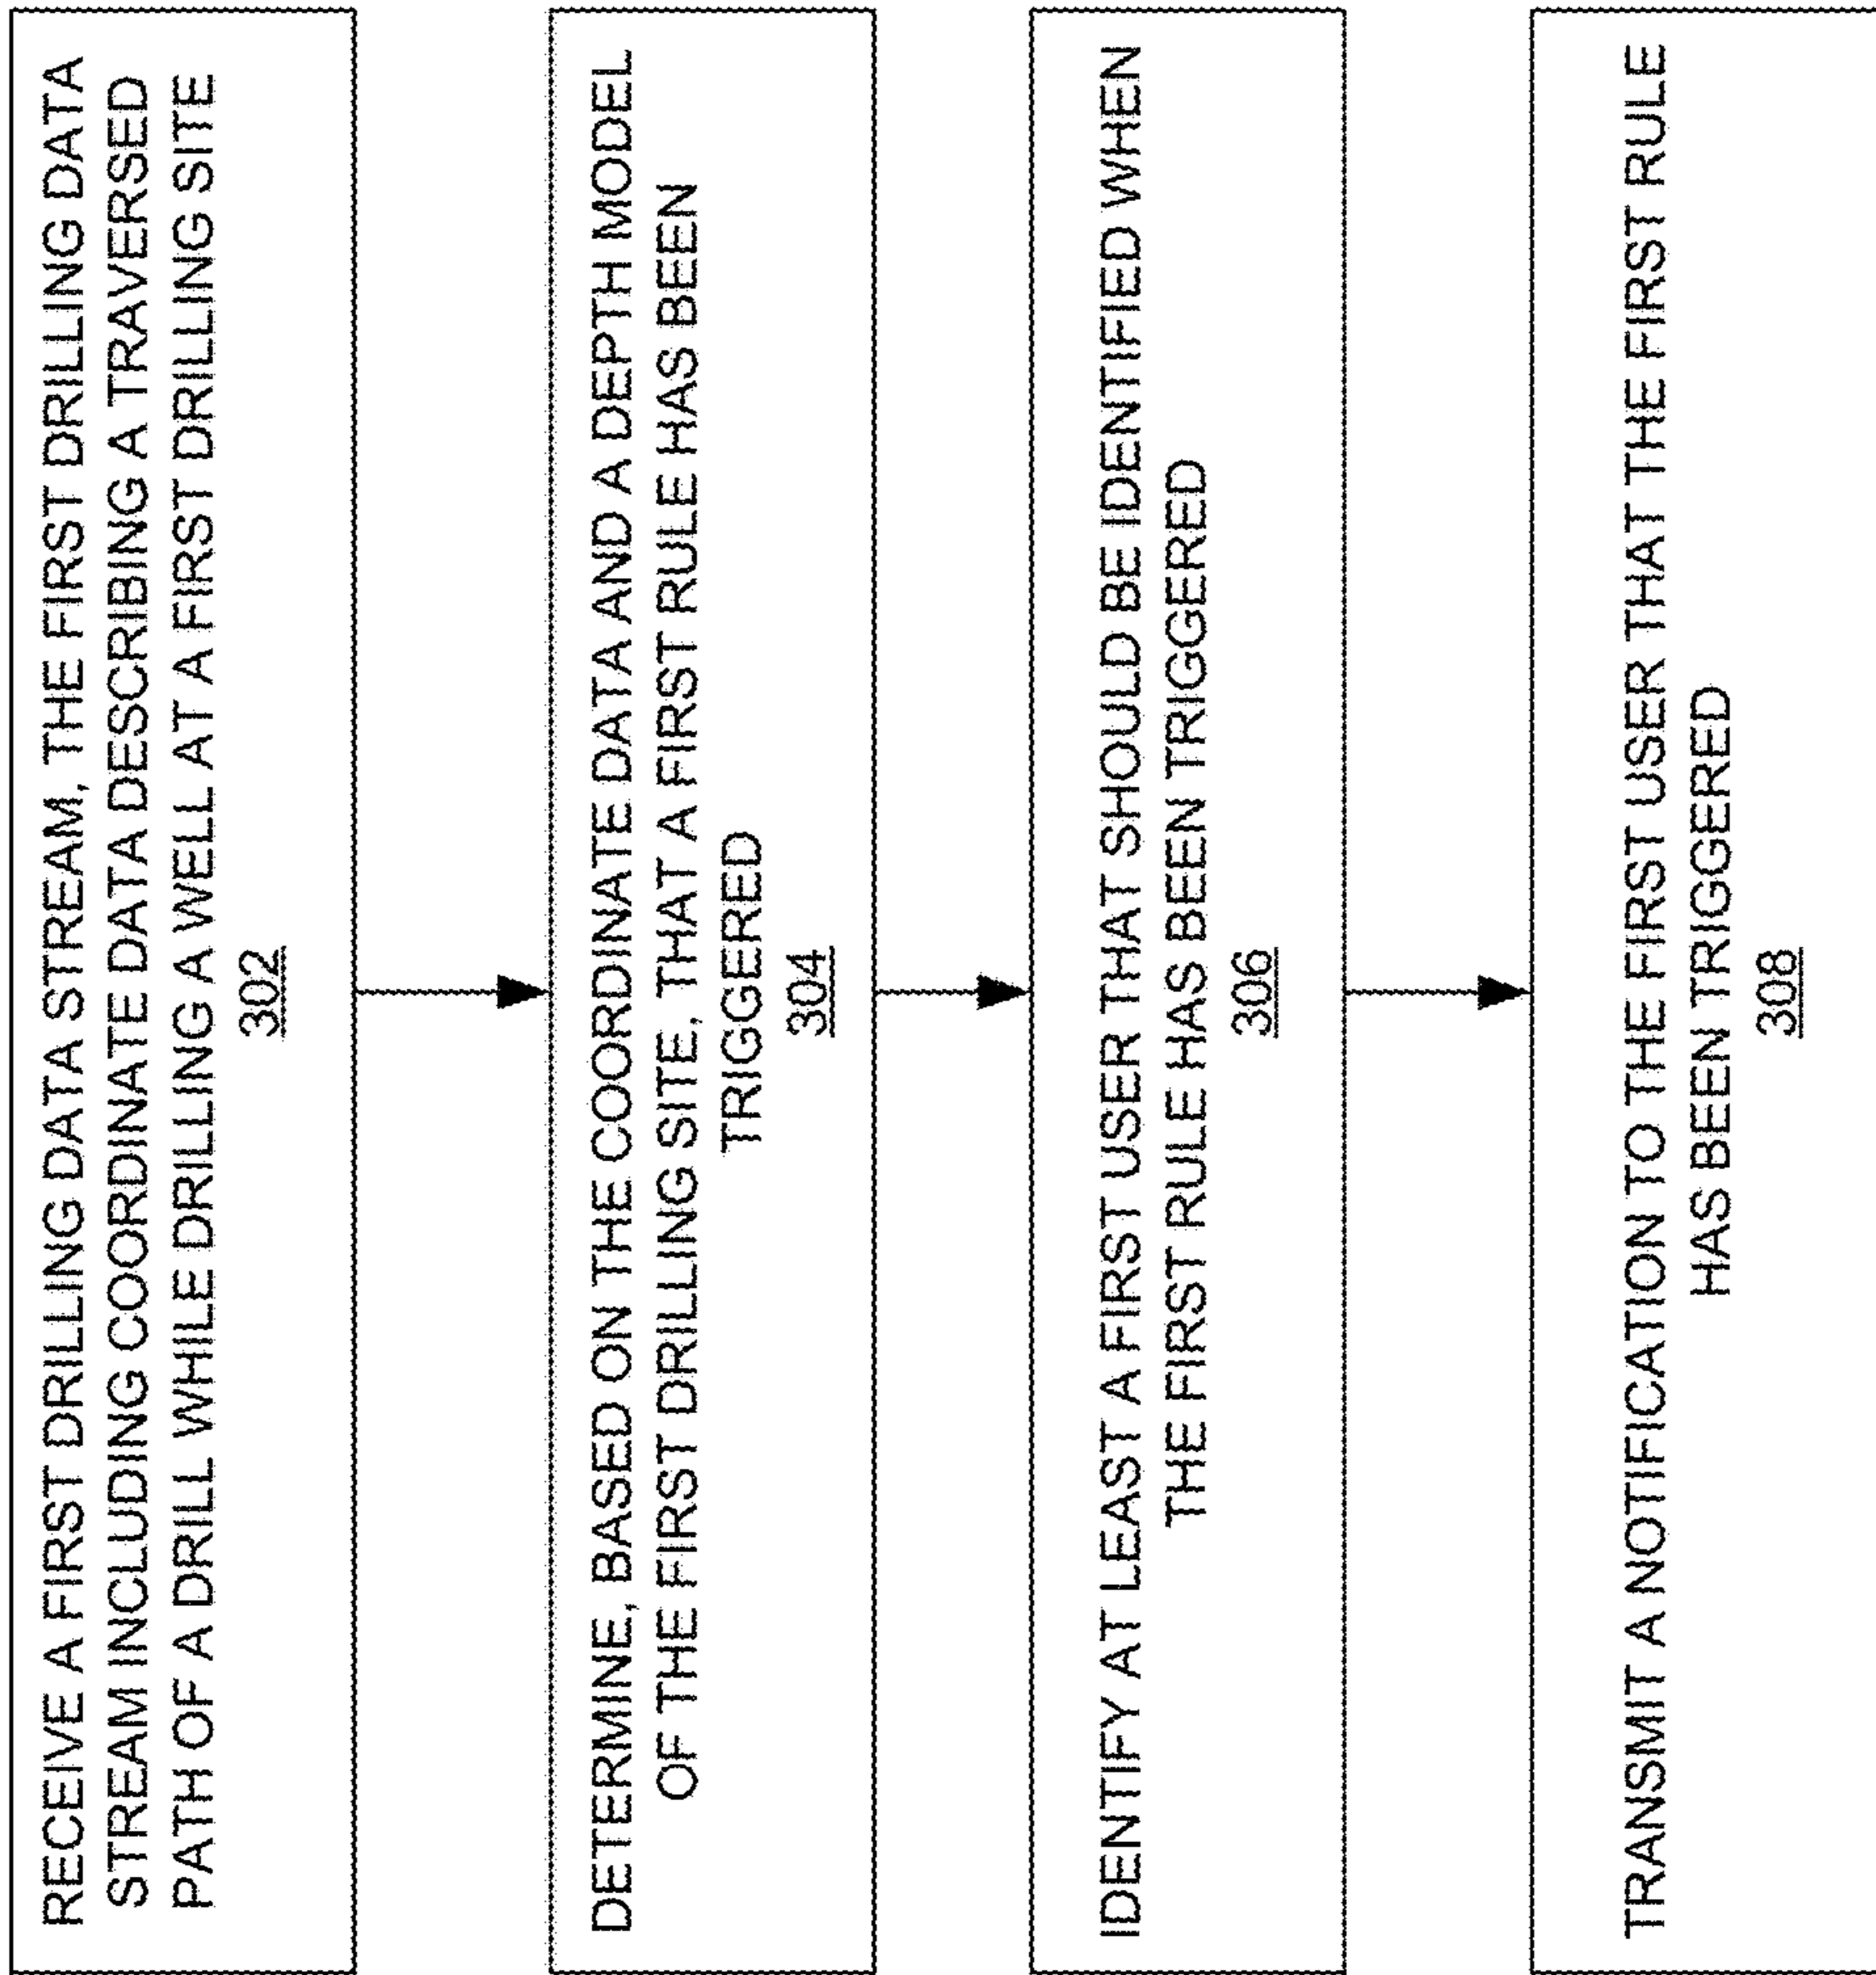 RECEIVE A FIRST DRILLING DATA STREAM, THE FIRST DRILLING DATA
STREAM INCLUDING COORDINATE DATA DESCRIBING A TRAVERSED
PATH OF A DRILL WHILE DRILLING A WELL AT A FIRST DRILLING SITE
302
DETERMINE, BASED ON THE COORDINATE DATA AND A DEPTH MODEL
OF THE FIRST DRILLING SITE, THAT A FIRST RULE HAS BEEN
TRIGGERED
304
IDENTIFY AT LEAST A FIRST USER THAT SHOULD BE IDENTIFIED WHEN
THE FIRST RULE HAS BEEN TRIGGERED
306
TRANSMIT A NOTIFICATION TO THE FIRST USER THAT THE FIRST RULE
HAS BEEN TRIGGERED
308